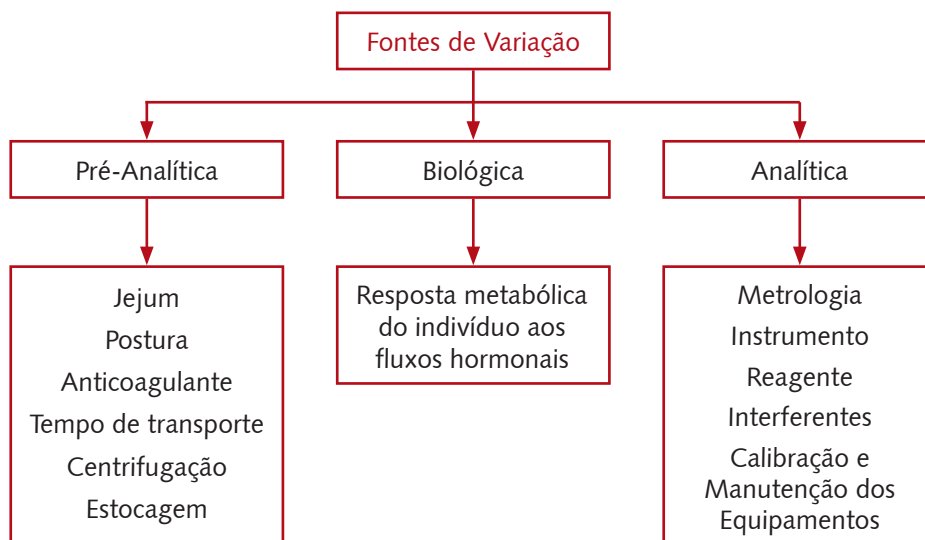 Fontes de Variação
Pré-Analítica
Biológica
Analítica
Jejum
Postura
Anticoagulante
Tempo de transporte
Centrifugação
Estocagem
Resposta metabólica
do indivíduo aos
fluxos hormonais
Metrologia
Instrumento
Reagente
Interferentes
Calibração e
Manutenção dos
Equipamentos